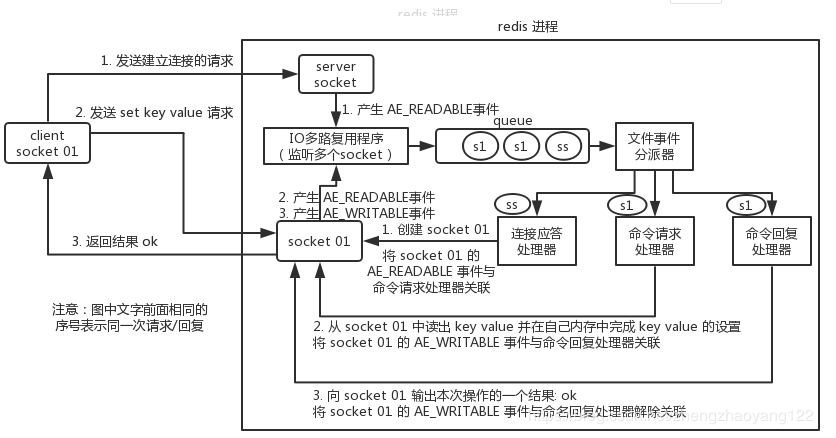 redis 进程
redis 进程
1. 发送建立连接的请求
server
socket
2. 发送 set key value 请求
1. 产生 AE_READABLE事件
queue
client
socket 01
IO多路复用程序
（监听多个socket）
s1
s1
ss
文件事件
分派器
2. 产生 AE_READABLE事件
3. 产生 AE_WRITABLE事件
ss
s1
s1
3. 返回结果 ok
socket 01
1. 创建 socket 01
连接应答
处理器
命令请求
处理器
命令回复
处理器
将 socket 01 的
AE_READABLE 事件与
命令请求处理器关联
注意：图中文字前面相同的
序号表示同一次请求/回复
2. 从 socket 01 中读出 key value 并在自己内存中完成 key value 的设置
将 socket 01 的 AE_WRITABLE 事件与命令回复处理器关联
3. 向 socket 01 输出本次操作的一个结果: ok
将 socket 01 的 AE_WRITABLE 事件与命名回复处理器解除关联